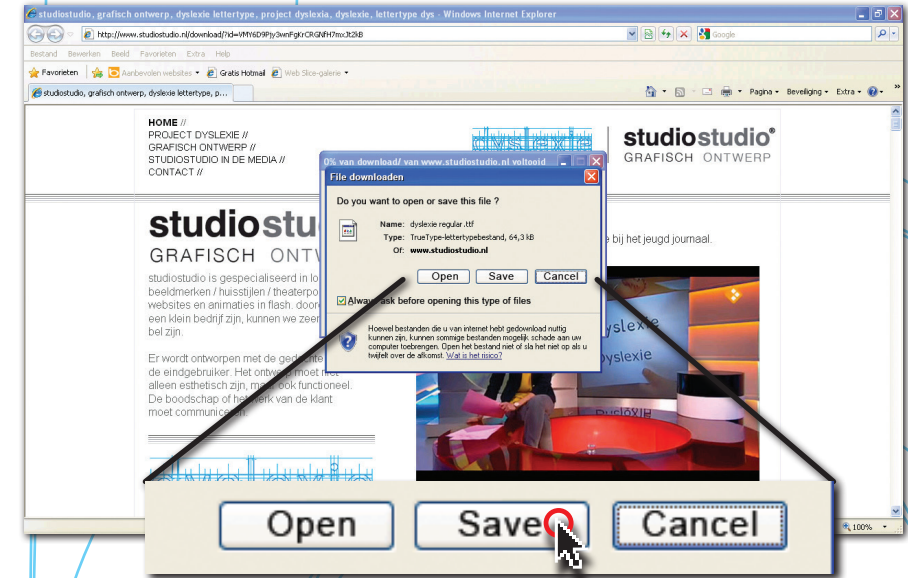 studiostudio, grafisch ontwerp, dyslexie lettertype, project dyslexia, dyslexie, lettertype dys - Windows Internet Explorer
http://www.studiostudio.nl/download/?id=VMY6D9Pjy3wnFgKrCRGNfH7mxJt2kB
Google
Bestand Bewerken Beeld Favorieten Extra Help
Favorieten Aanbevolen websites Gratis Hotmail Web Slice-galerie
studiostudio, grafisch ontwerp, dyslexie lettertype, p...
Pagina Beveiliging Extra
HOME //
PROJECT DYSLEXIE //
GRAFISCH ONTWERP //
STUDIOSTUDIO IN DE MEDIA //
CONTACT //
dyslexie
studiostudio®
GRAFISCH ONTWERP
0% van download/ van www.studiostudio.nl voltooid
File downloaden
Do you want to open or save this file ?
Name: dyslexie regular.ttf
Type: TrueType-lettertypebestand, 64,3 kB
Of: www.studiostudio.nl
Open Save Cancel
Always ask before opening this type of files
Hoewel bestanden die u van internet hebt gedownload nuttig
kunnen zijn, kunnen sommige bestanden mogelijk schade aan uw
computer toebrengen. Open het bestand niet of sla het niet op als u
twijfelt over de afkomst. Wat is het risico?
studiostu
GRAFISCH ONTW
studiostudio is gespecialiseerd in lo
beeldmerken / huisstijlen / theaterpo
websites en animaties in flash. door
een klein bedrijf zijn, kunnen we zeer
bel zijn.
Er wordt ontworpen met de gedachte
de eindgebruiker. Het ontwerp moet niet
alleen esthetisch zijn, maar ook functioneel.
De boodschap of het werk van de klant
moet communiceren.
bij het jeugd journaal.
yslexie
yslexie
Dyslexie
100%
Open Save Cancel